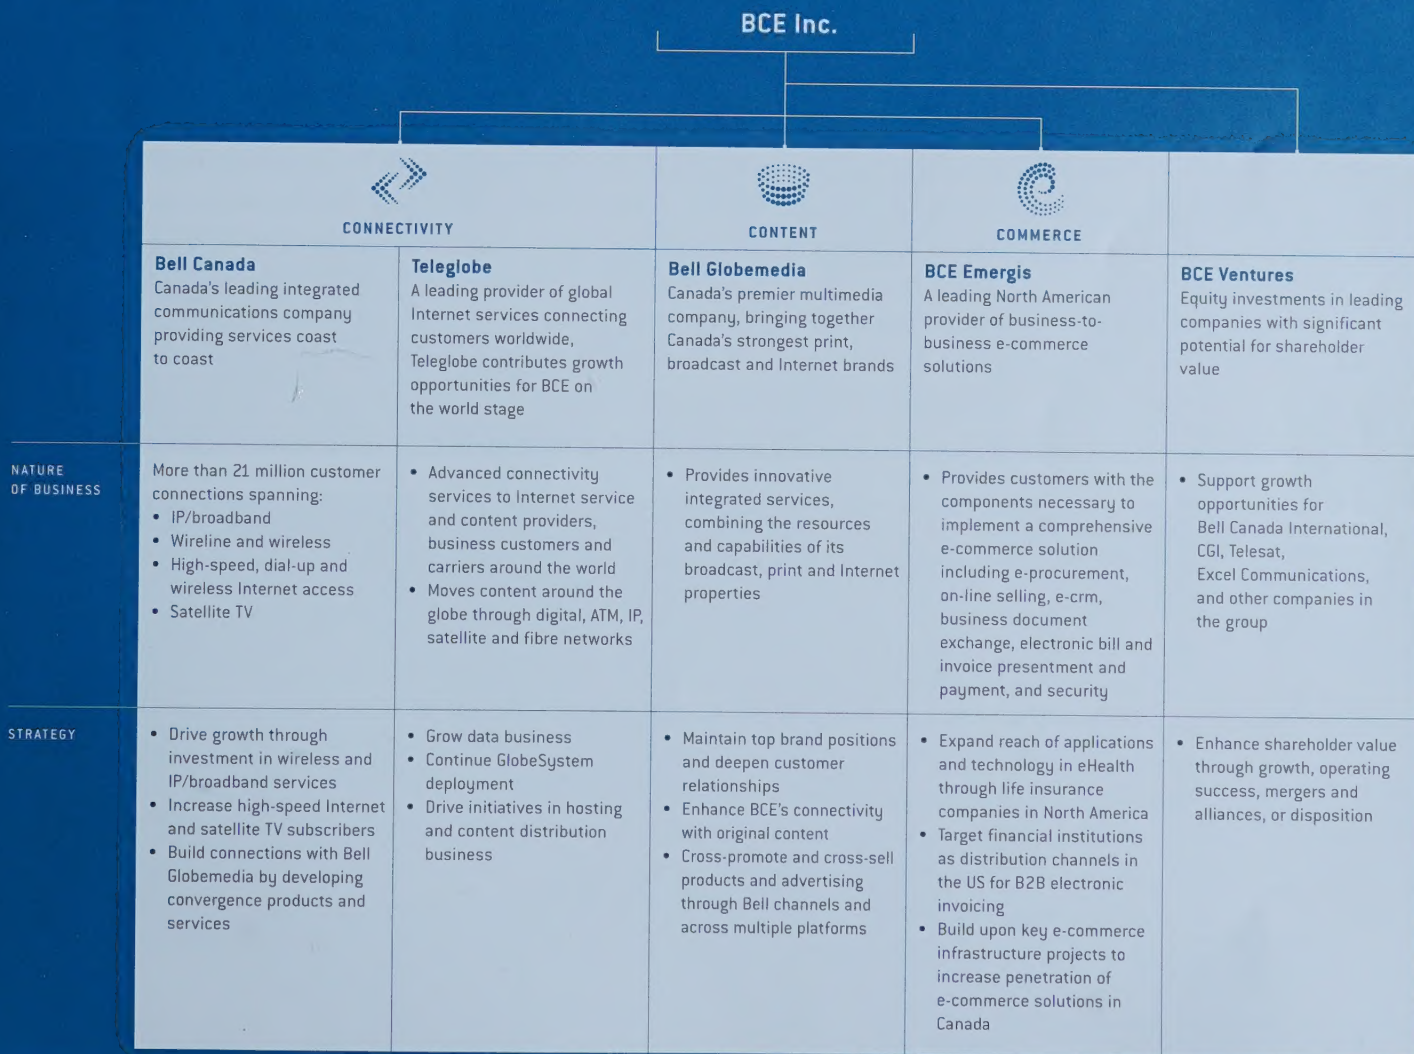 BCE Inc.
CONNECTIVITY
CONTENT
COMMERCE
Bell Canada
Canada's leading integrated
communications company
providing services coast
to coast
Teleglobe
A leading provider of global
Internet services connecting
customers worldwide,
Teleglobe contributes growth
opportunities for BCE on
the world stage
Bell Globemedia
Canada's premier multimedia
company, bringing together
Canada's strongest print,
broadcast and Internet brands
BCE Emergis
A leading North American
provider of business-to-
business e-commerce
solutions
BCE Ventures
Equity investments in leading
companies with significant
potential for shareholder
value
NATURE
OF BUSINESS
More than 21 million customer
connections spanning:
• IP/broadband
• Wireline and wireless
• High-speed, dial-up and
wireless Internet access
• Satellite TV
• Advanced connectivity
services to Internet service
and content providers,
business customers and
carriers around the world
• Moves content around the
globe through digital, ATM, IP,
satellite and fibre networks
• Provides innovative
integrated services,
combining the resources
and capabilities of its
broadcast, print and Internet
properties
• Provides customers with the
components necessary to
implement a comprehensive
e-commerce solution
including e-procurement,
on-line selling, e-crm,
business document
exchange, electronic bill and
invoice presentment and
payment, and security
• Support growth
opportunities for
Bell Canada International,
CGI, Telesat,
Excel Communications,
and other companies in
the group
STRATEGY
• Drive growth through
investment in wireless and
IP/broadband services
• Increase high-speed Internet
and satellite TV subscribers
• Build connections with Bell
Globemedia by developing
convergence products and
services
• Grow data business
• Continue GlobeSystem
deployment
• Drive initiatives in hosting
and content distribution
business
• Maintain top brand positions
and deepen customer
relationships
• Enhance BCE's connectivity
with original content
• Cross-promote and cross-sell
products and advertising
through Bell channels and
across multiple platforms
• Expand reach of applications
and technology in eHealth
through life insurance
companies in North America
• Target financial institutions
as distribution channels in
the US for B2B electronic
invoicing
• Build upon key e-commerce
infrastructure projects to
increase penetration of
e-commerce solutions in
Canada
• Enhance shareholder value
through growth, operating
success, mergers and
alliances, or disposition